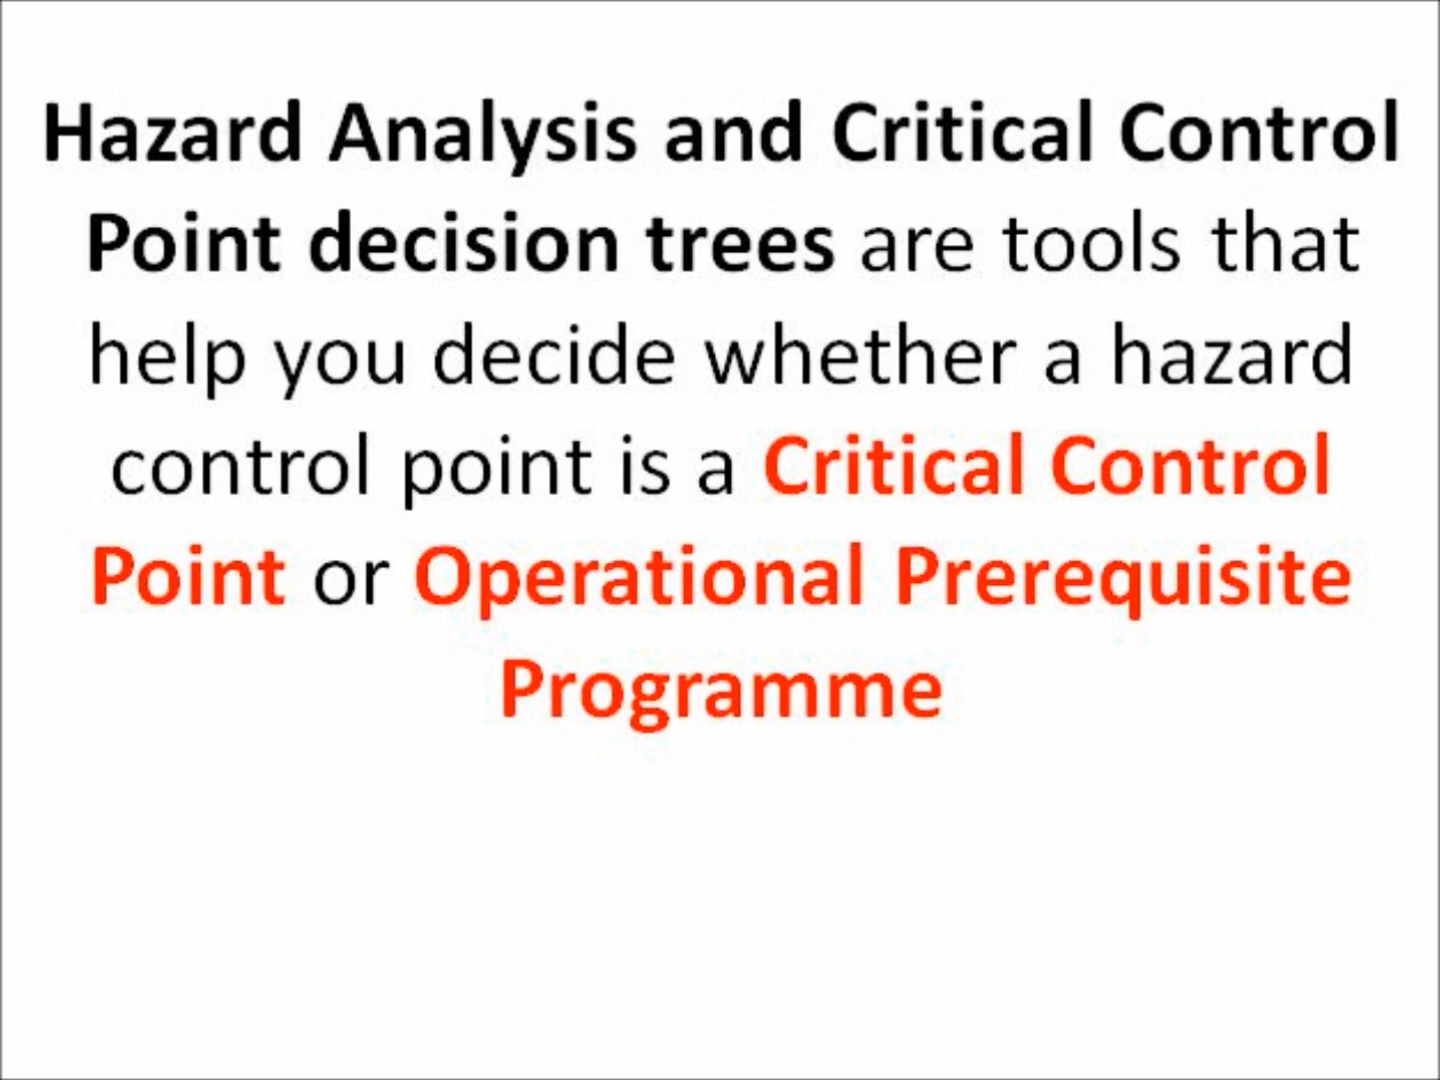 Hazard Analysis and Critical Control
Point decision trees are tools that
help you decide whether a hazard
control point is a Critical Control
Point or Operational Prerequisite
Programme